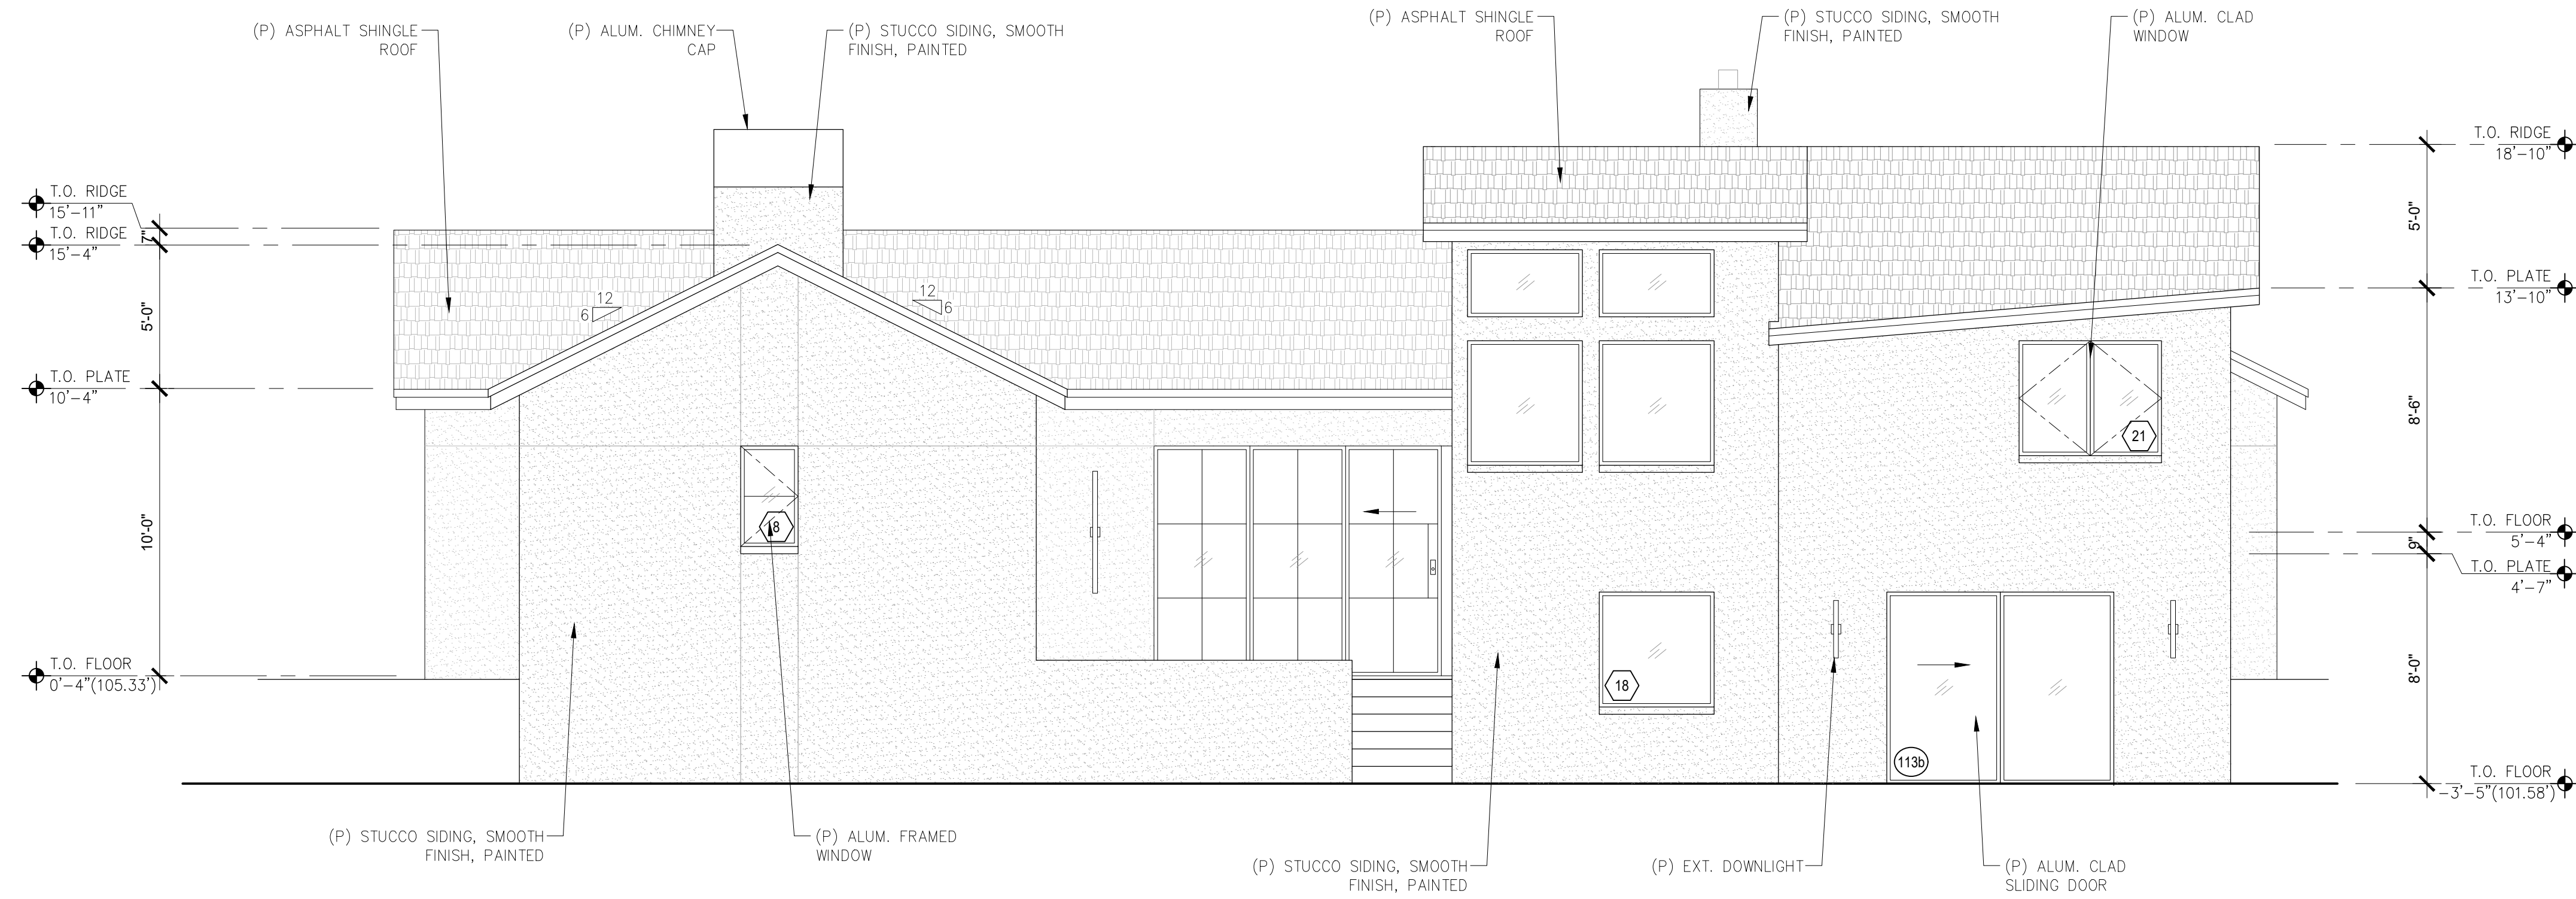 (P) ASPHALT SHINGLE
ROOF
(P) ALUM. CHIMNEY
CAP
(P) STUCCO SIDING, SMOOTH
FINISH, PAINTED
(P) ASPHALT SHINGLE
ROOF
(P) STUCCO SIDING, SMOOTH
FINISH, PAINTED
(P) ALUM. CLAD
WINDOW
T.O. RIDGE
15'-11"
T.O. RIDGE
15'-4"
7"
5'-0"
T.O. PLATE
10'-4"
10'-0"
T.O. FLOOR
0'-4"(105.33')
12
6
12
6
8
18
21
113b
T.O. RIDGE
18'-10"
5'-0"
T.O. PLATE
13'-10"
8'-6"
T.O. FLOOR
5'-4"
9"
T.O. PLATE
4'-7"
8'-0"
T.O. FLOOR
-3'-5"(101.58')
(P) STUCCO SIDING, SMOOTH
FINISH, PAINTED
(P) ALUM. FRAMED
WINDOW
(P) STUCCO SIDING, SMOOTH
FINISH, PAINTED
(P) EXT. DOWNLIGHT
(P) ALUM. CLAD
SLIDING DOOR